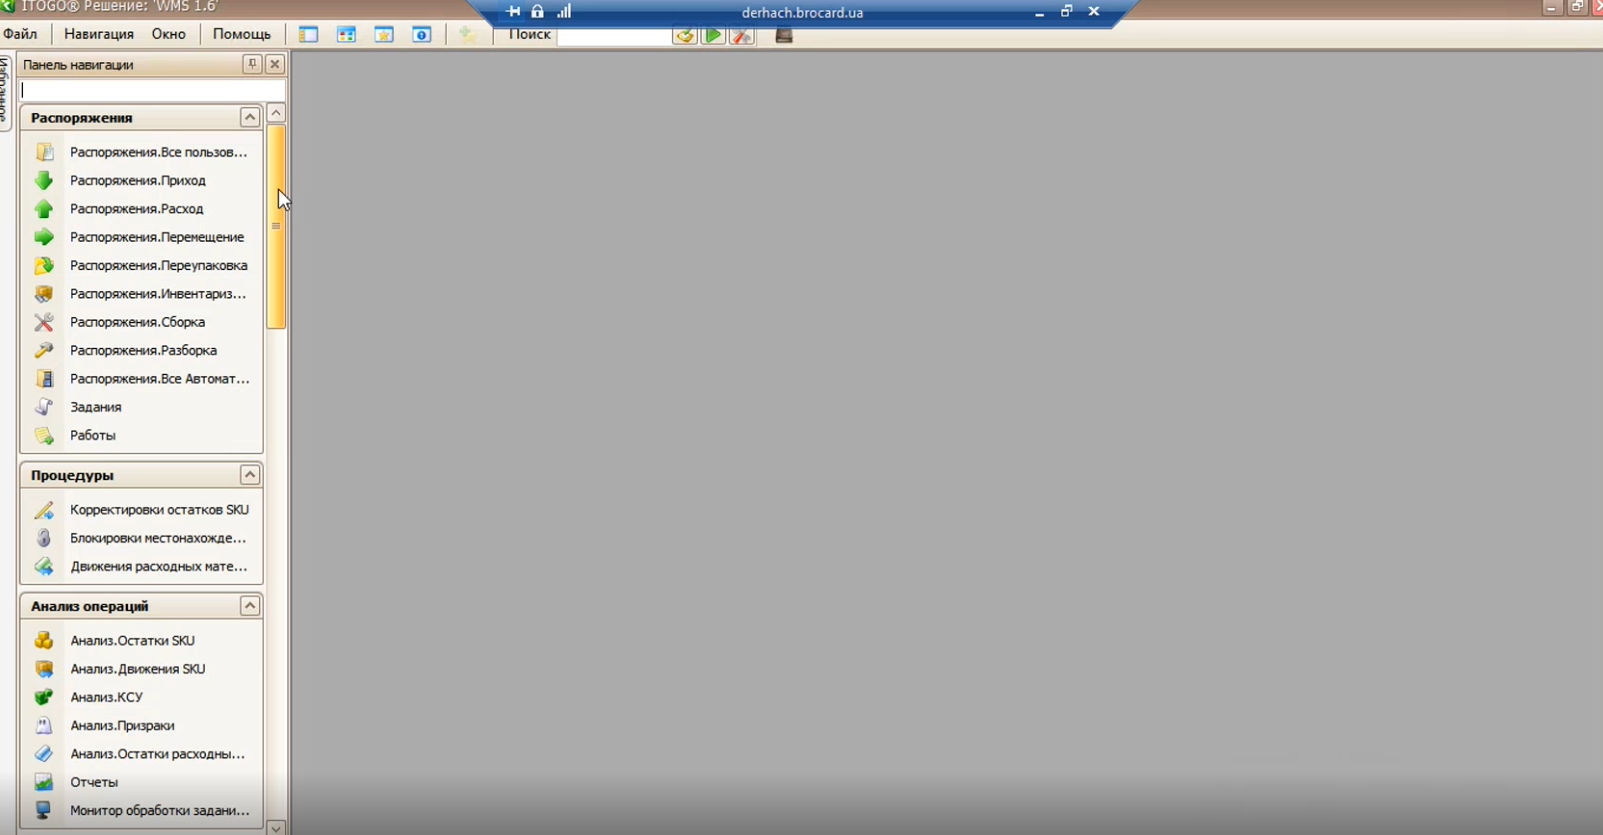 ITOGO® Решение: 'WMS 1.6'
derhach.brocard.ua
Файл Навигация Окно Помощь Поиск
Избранное
Панель навигации
Распоряжения
Распоряжения.Все пользов...
Распоряжения.Приход
Распоряжения.Расход
Распоряжения.Перемещение
Распоряжения.Переупаковка
Распоряжения.Инвентариз...
Распоряжения.Сборка
Распоряжения.Разборка
Распоряжения.Все Автомат...
Задания
Работы
Процедуры
Корректировки остатков SKU
Блокировки местонахожде...
Движения расходных мате...
Анализ операций
Анализ.Остатки SKU
Анализ.Движения SKU
Анализ.КСУ
Анализ.Призраки
Анализ.Остатки расходны...
Отчеты
Монитор обработки задани...